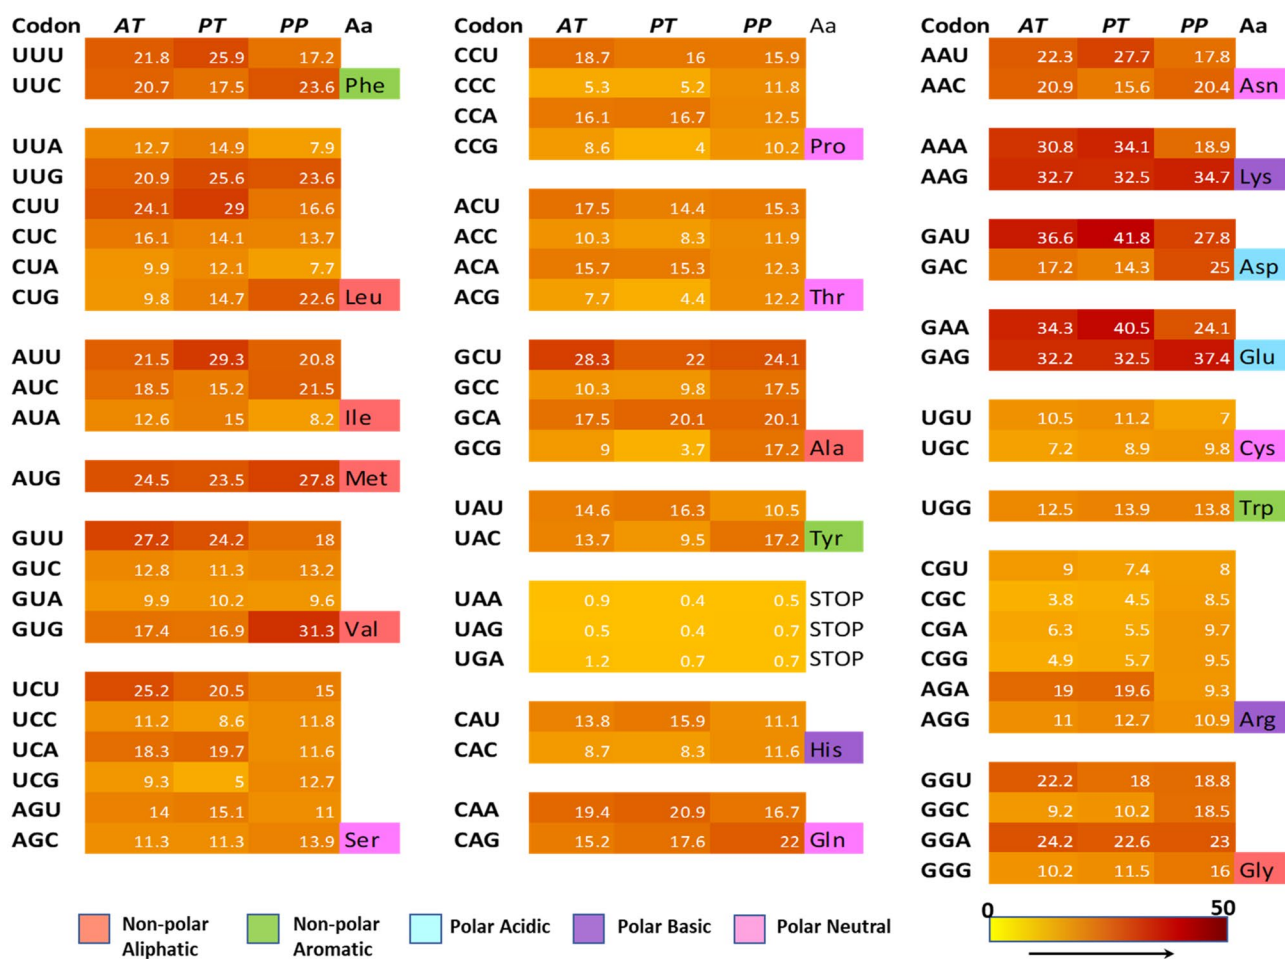 Codon AT PT PP Aa
UUU 21.8 25.9 17.2
UUC 20.7 17.5 23.6 Phe
UUA 12.7 14.9 7.9
UUG 20.9 25.6 23.6
CUU 24.1 29 16.6
CUC 16.1 14.1 13.7
CUA 9.9 12.1 7.7
CUG 9.8 14.7 22.6 Leu
AUU 21.5 29.3 20.8
AUC 18.5 15.2 21.5
AUA 12.6 15 8.2 Ile
AUG 24.5 23.5 27.8 Met
GUU 27.2 24.2 18
GUC 12.8 11.3 13.2
GUA 9.9 10.2 9.6
GUG 17.4 16.9 31.3 Val
UCU 25.2 20.5 15
UCC 11.2 8.6 11.8
UCA 18.3 19.7 11.6
UCG 9.3 5 12.7
AGU 14 15.1 11
AGC 11.3 11.3 13.9 Ser
Codon AT PT PP Aa
CCU 18.7 16 15.9
CCC 5.3 5.2 11.8
CCA 16.1 16.7 12.5
CCG 8.6 4 10.2 Pro
ACU 17.5 14.4 15.3
ACC 10.3 8.3 11.9
ACA 15.7 15.3 12.3
ACG 7.7 4.4 12.2 Thr
GCU 28.3 22 24.1
GCC 10.3 9.8 17.5
GCA 17.5 20.1 20.1
GCG 9 3.7 17.2 Ala
UAU 14.6 16.3 10.5
UAC 13.7 9.5 17.2 Tyr
UAA 0.9 0.4 0.5 STOP
UAG 0.5 0.4 0.7 STOP
UGA 1.2 0.7 0.7 STOP
CAU 13.8 15.9 11.1
CAC 8.7 8.3 11.6 His
CAA 19.4 20.9 16.7
CAG 15.2 17.6 22 Gln
Codon AT PT PP Aa
AAU 22.3 27.7 17.8
AAC 20.9 15.6 20.4 Asn
AAA 30.8 34.1 18.9
AAG 32.7 32.5 34.7 Lys
GAU 36.6 41.8 27.8
GAC 17.2 14.3 25 Asp
GAA 34.3 40.5 24.1
GAG 32.2 32.5 37.4 Glu
UGU 10.5 11.2 7
UGC 7.2 8.9 9.8 Cys
UGG 12.5 13.9 13.8 Trp
CGU 9 7.4 8
CGC 3.8 4.5 8.5
CGA 6.3 5.5 9.7
CGG 4.9 5.7 9.5
AGA 19 19.6 9.3
AGG 11 12.7 10.9 Arg
GGU 22.2 18 18.8
GGC 9.2 10.2 18.5
GGA 24.2 22.6 23
GGG 10.2 11.5 16 Gly
Non-polar
Aliphatic
Non-polar
Aromatic
Polar Acidic
Polar Basic
Polar Neutral
0 50